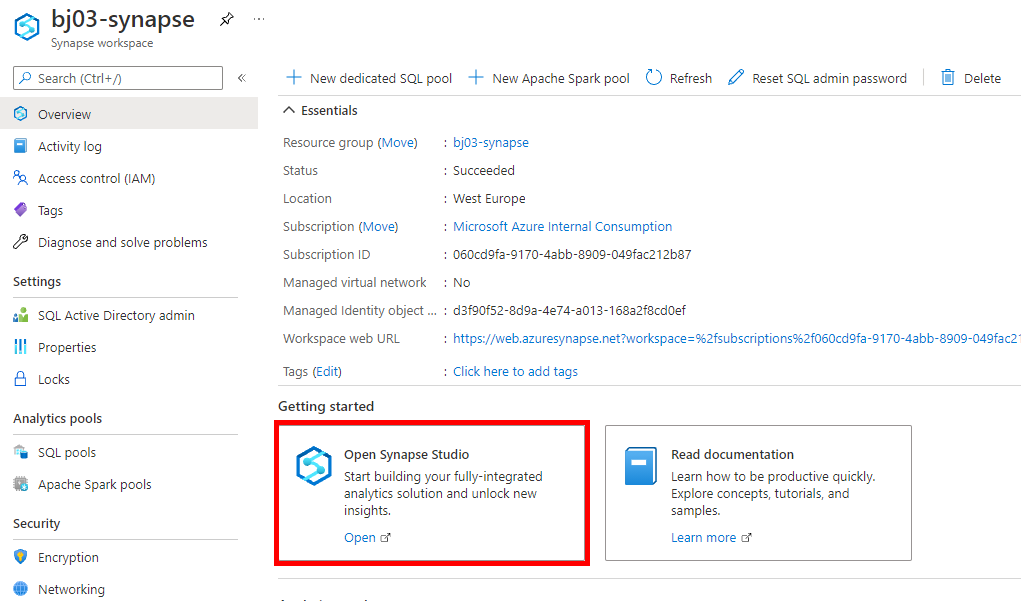 bj03-synapse
Synapse workspace
Search (Ctrl+/)
Overview
Activity log
Access control (IAM)
Tags
Diagnose and solve problems
Settings
SQL Active Directory admin
Properties
Locks
Analytics pools
SQL pools
Apache Spark pools
Security
Encryption
Networking
New dedicated SQL pool
New Apache Spark pool
Refresh
Reset SQL admin password
Delete
Essentials
Resource group (Move) : bj03-synapse
Status : Succeeded
Location : West Europe
Subscription (Move) : Microsoft Azure Internal Consumption
Subscription ID : 060cd9fa-9170-4abb-8909-049fac212b87
Managed virtual network : No
Managed Identity object ... : d3f90f52-8d9a-4e74-a013-168a2f8cd0ef
Workspace web URL : https://web.azuresynapse.net?workspace=%2fsubscriptions%2f060cd9fa-9170-4abb-8909-049fac21
Tags (Edit) : Click here to add tags
Getting started
Open Synapse Studio
Start building your fully-integrated
analytics solution and unlock new
insights.
Open
Read documentation
Learn how to be productive quickly.
Explore concepts, tutorials, and
samples.
Learn more